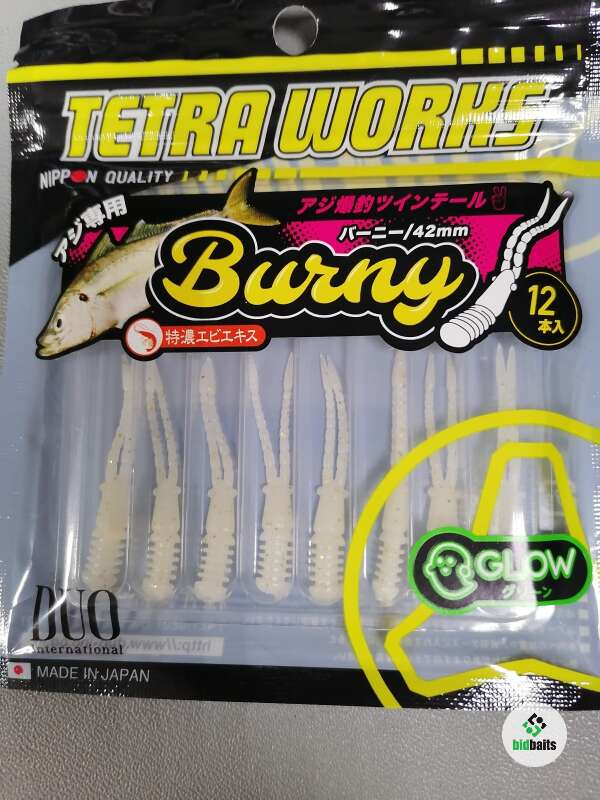 TETRA WORKS
NIPPON QUALITY
アジ専用
アジ爆釣ツインテール
バーニー/42mm
Burny
特濃エビエキス
12
本入
GLOW
グリーン
DUO
international
MADE IN JAPAN
bidbaits